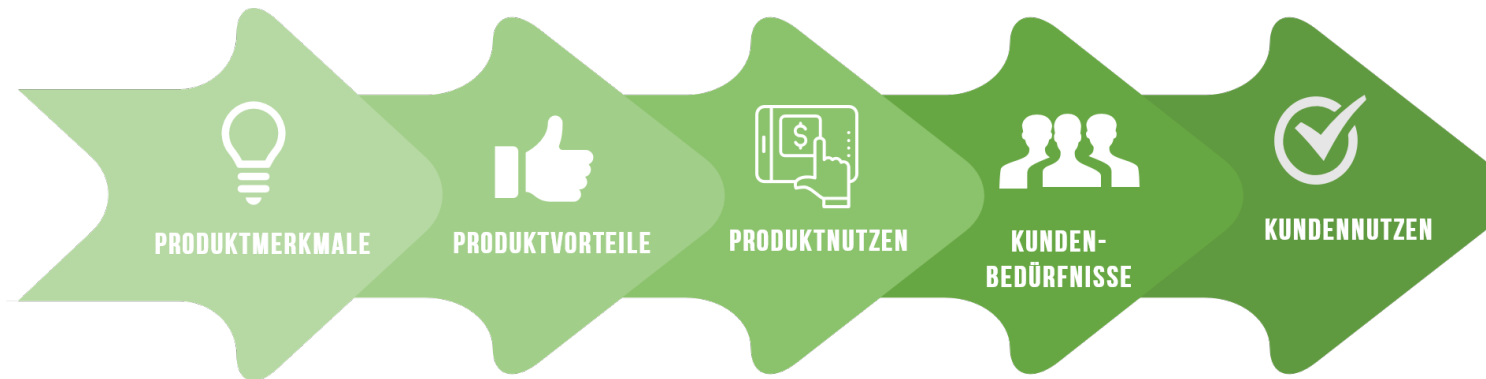 PRODUKTMERKMALE
PRODUKTVORTEILE
$
PRODUKTNUTZEN
KUNDEN-
BEDÜRFNISSE
KUNDENNUTZEN